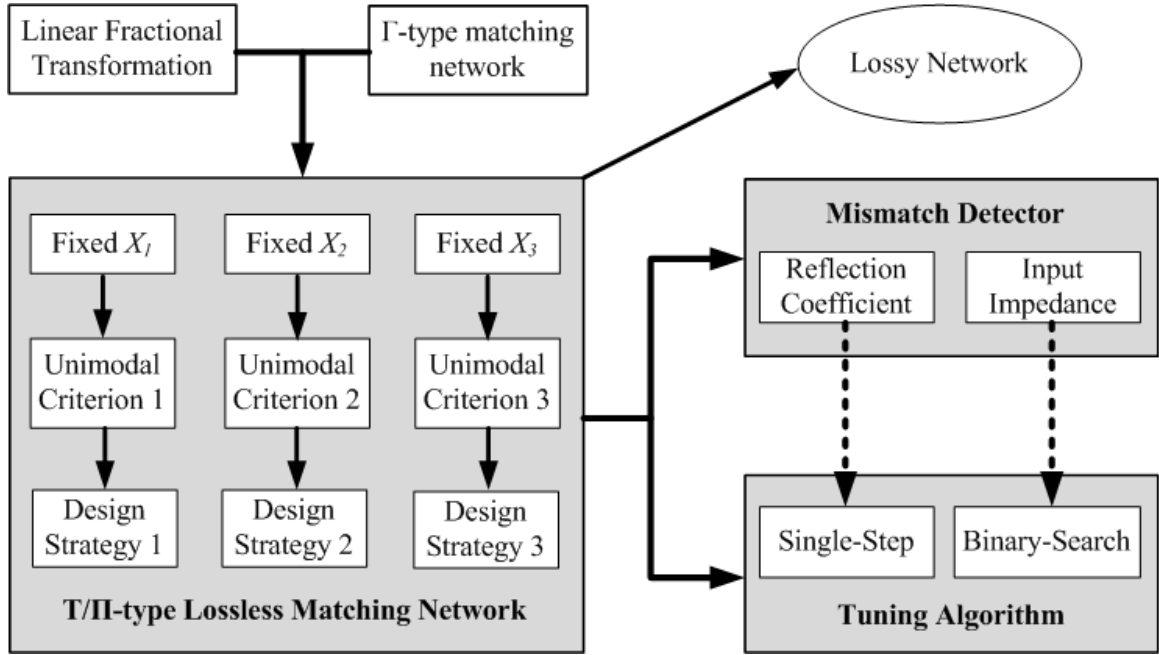 Linear Fractional
Transformation
Γ-type matching
network
Lossy Network
Fixed X1
Fixed X2
Fixed X3
Unimodal
Criterion 1
Unimodal
Criterion 2
Unimodal
Criterion 3
Design
Strategy 1
Design
Strategy 2
Design
Strategy 3
T/Π-type Lossless Matching Network
Mismatch Detector
Reflection
Coefficient
Input
Impedance
Single-Step
Binary-Search
Tuning Algorithm